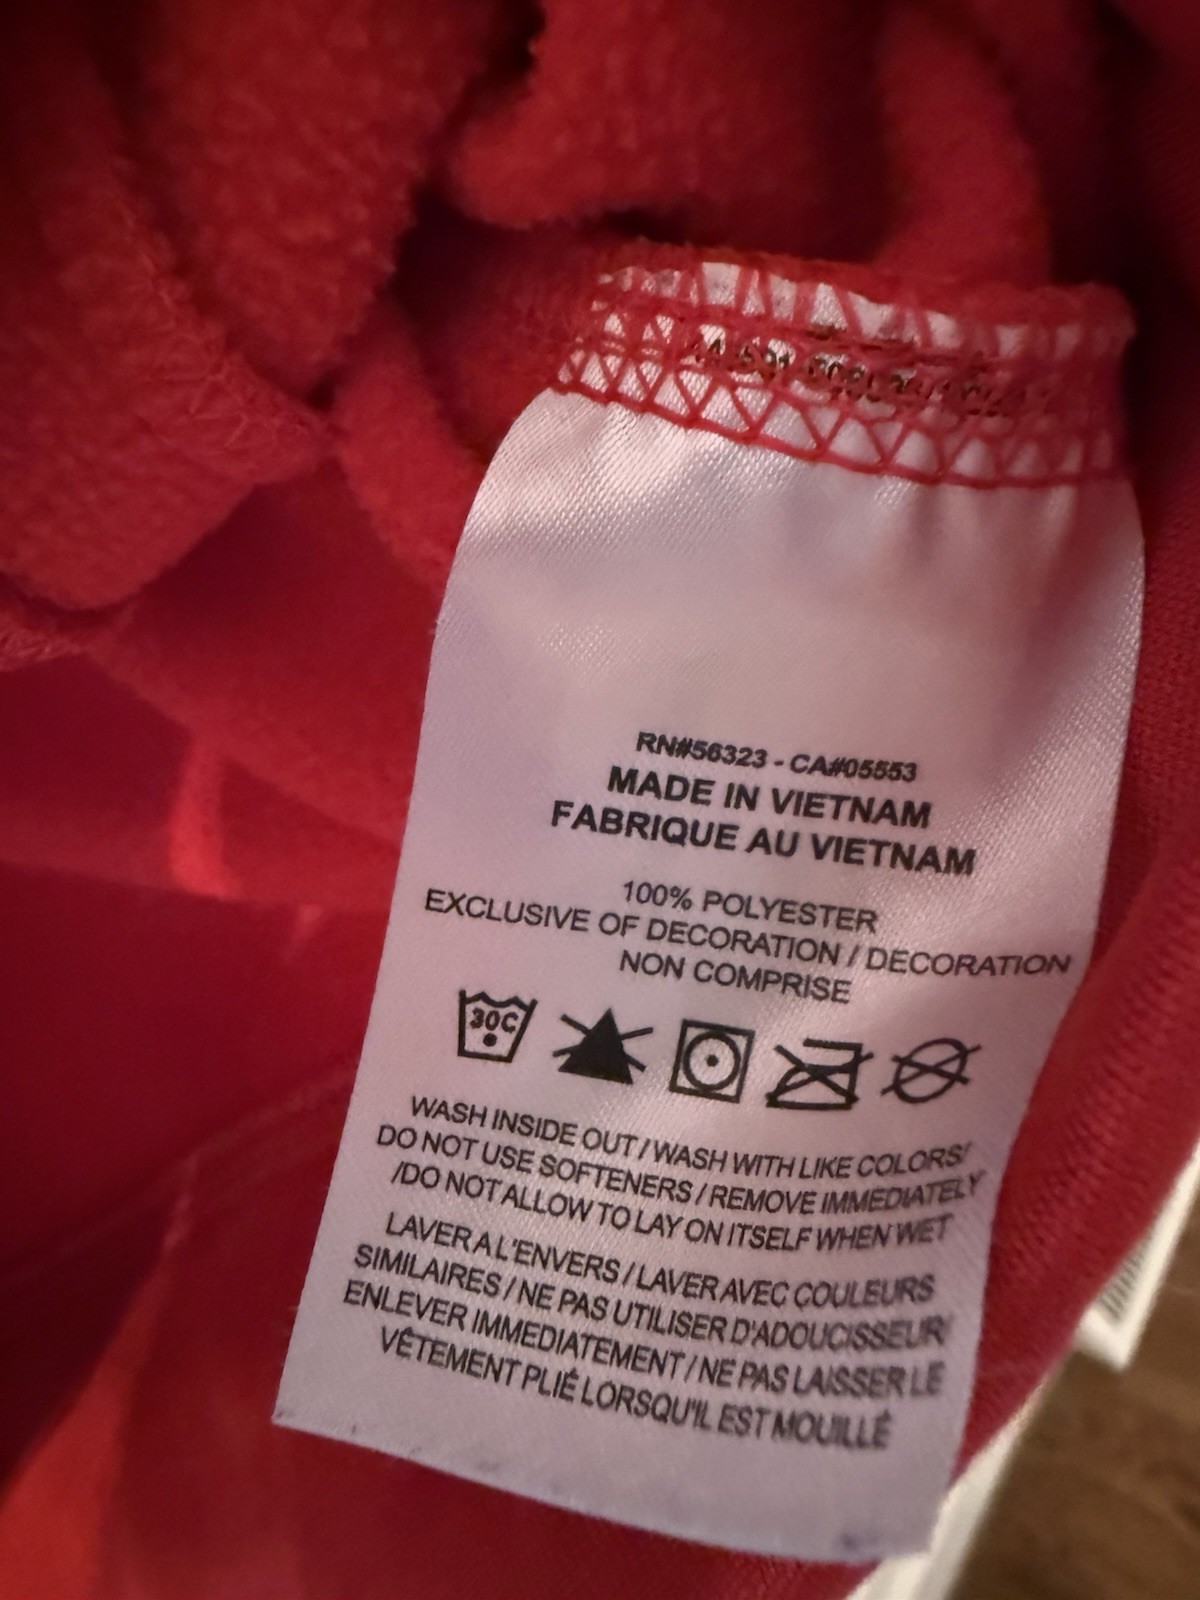 RN#56323 - CA#05553
MADE IN VIETNAM
FABRIQUE AU VIETNAM
100% POLYESTER
EXCLUSIVE OF DECORATION / DECORATION
NON COMPRISE
30C
WASH INSIDE OUT / WASH WITH LIKE COLORS/
DO NOT USE SOFTENERS / REMOVE IMMEDIATELY
/DO NOT ALLOW TO LAY ON ITSELF WHEN WET
LAVER A L'ENVERS / LAVER AVEC COULEURS
SIMILAIRES / NE PAS UTILISER D'ADOUCISSEUR/
ENLEVER IMMEDIATEMENT / NE PAS LAISSER LE
VÊTEMENT PLIÉ LORSQU'IL EST MOUILLÉ